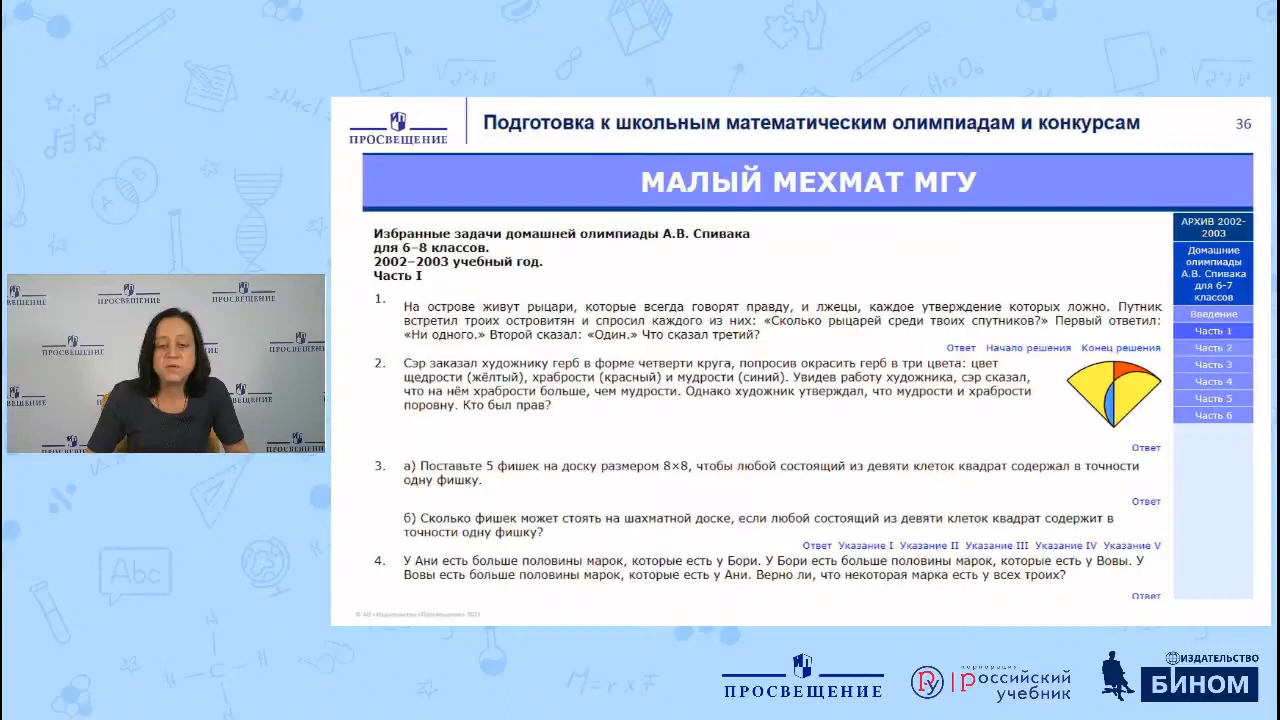 ПРОСВЕЩЕНИЕ
Подготовка к школьным математическим олимпиадам и конкурсам
36
МАЛЫЙ МЕХМАТ МГУ
Избранные задачи домашней олимпиады А.В. Спивака
для 6–8 классов.
2002–2003 учебный год.
Часть I
1.
На острове живут рыцари, которые всегда говорят правду, и лжецы, каждое утверждение которых ложно. Путник
встретил троих островитян и спросил каждого из них: «Сколько рыцарей среди твоих спутников?» Первый ответил:
«Ни одного.» Второй сказал: «Один.» Что сказал третий?
Ответ Начало решения Конец решения
2.
Сэр заказал художнику герб в форме четверти круга, попросив окрасить герб в три цвета: цвет
щедрости (жёлтый), храбрости (красный) и мудрости (синий). Увидев работу художника, сэр сказал,
что на нём храбрости больше, чем мудрости. Однако художник утверждал, что мудрости и храбрости
поровну. Кто был прав?
Ответ
3.
а) Поставьте 5 фишек на доску размером 8×8, чтобы любой состоящий из девяти клеток квадрат содержал в точности
одну фишку.
Ответ
б) Сколько фишек может стоять на шахматной доске, если любой состоящий из девяти клеток квадрат содержит в
точности одну фишку?
Ответ Указание I Указание II Указание III Указание IV Указание V
4.
У Ани есть больше половины марок, которые есть у Бори. У Бори есть больше половины марок, которые есть у Вовы. У
Вовы есть больше половины марок, которые есть у Ани. Верно ли, что некоторая марка есть у всех троих?
Ответ
АРХИВ 2002-
2003
Домашние
олимпиады
А.В. Спивака
для 6-7
классов
Введение
Часть 1
Часть 2
Часть 3
Часть 4
Часть 5
Часть 6
© АО «Издательство «Просвещение» 2021
ПРОСВЕЩЕНИЕ
ПРОСВЕЩЕНИЕ
ПРОСВЕЩЕНИЕ
ПРОСВЕЩЕНИЕ
Abc
ПРОСВЕЩЕНИЕ
корпорация
Российский
учебник
ИЗДАТЕЛЬСТВО
БИНОМ